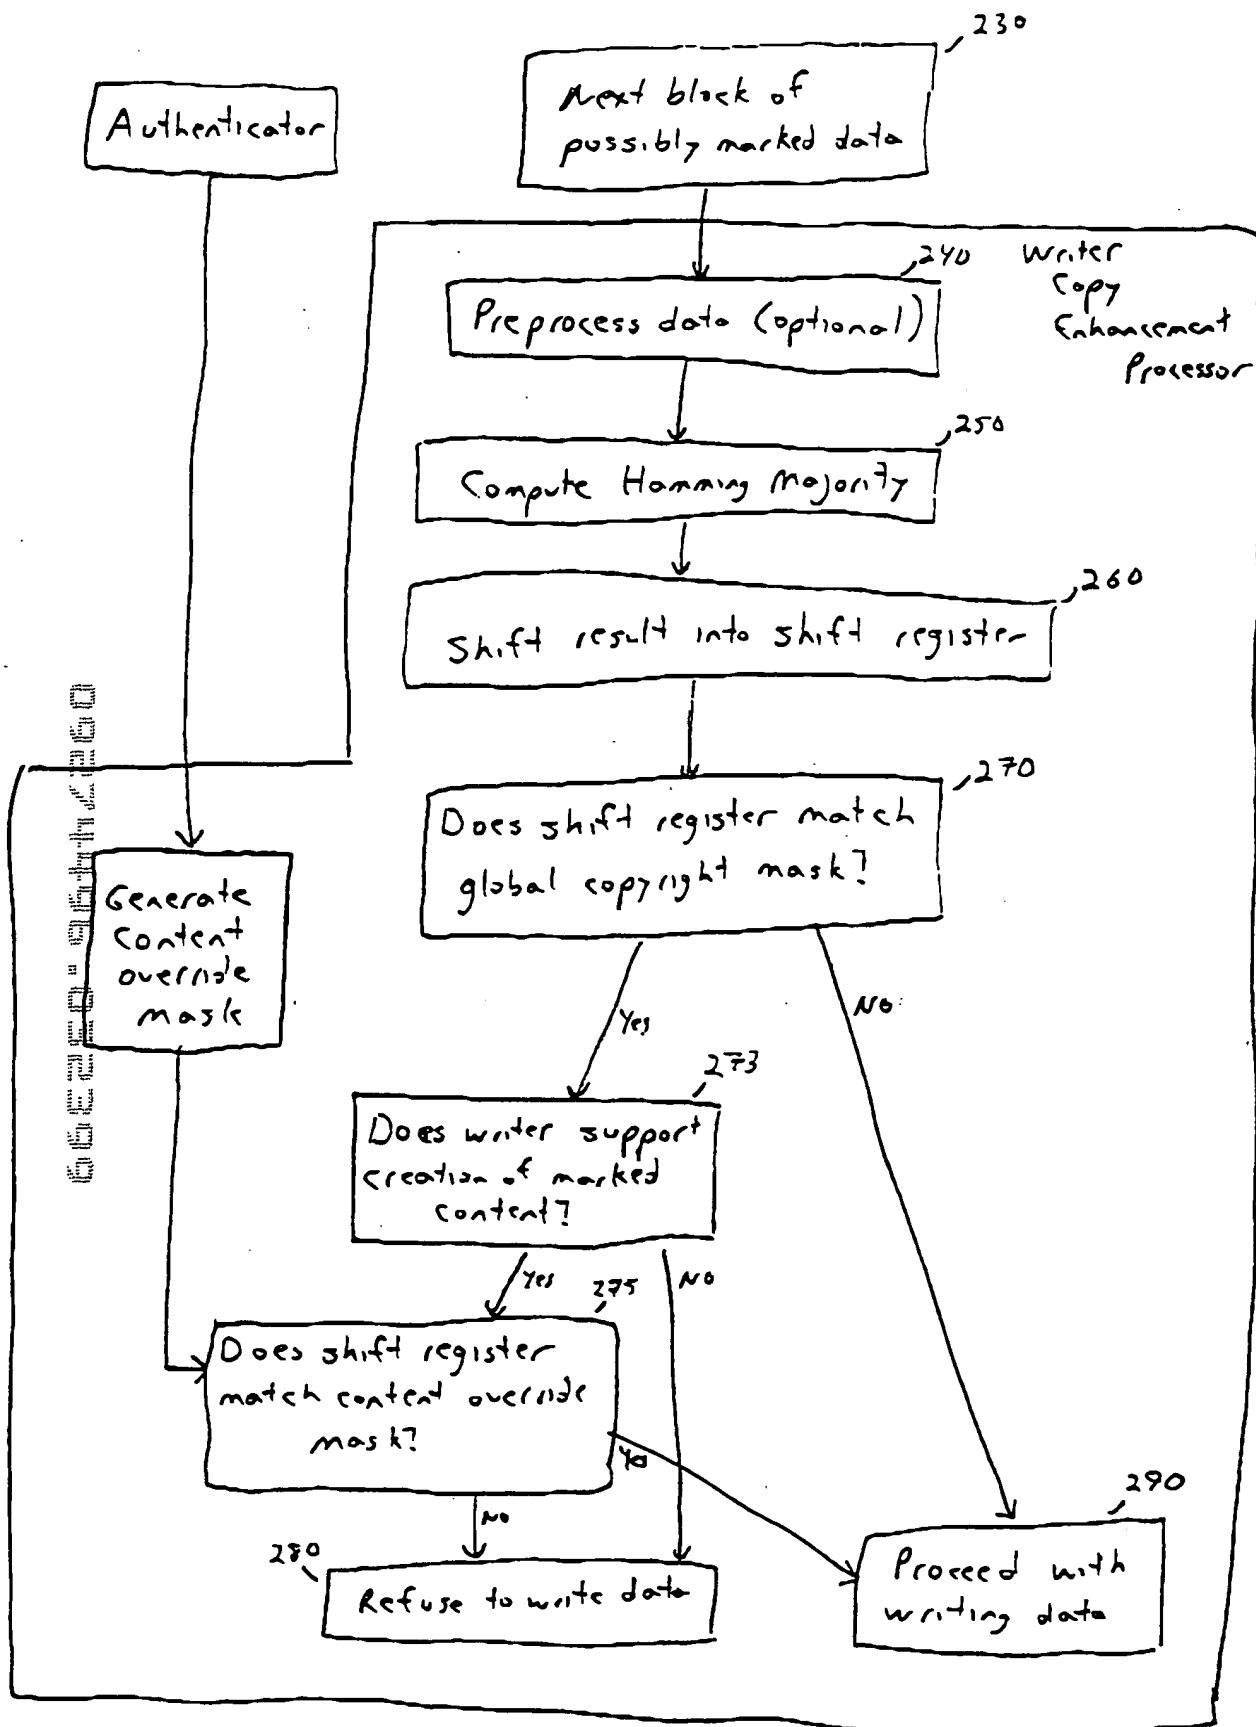 230
Next block of
possibly marked data
Authenticator
240
Writer
Copy
Enhancement
Processor
Preprocess data (optional)
250
Compute Hamming Majority
260
Shift result into shift register
270
Does shift register match
global copyright mask?
Generate
Content
override
mask
Yes
No
273
Does writer support
creation of marked
content?
Yes
No
275
Does shift register
match content override
mask?
No
280
Refuse to write data
290
Proceed with
writing data